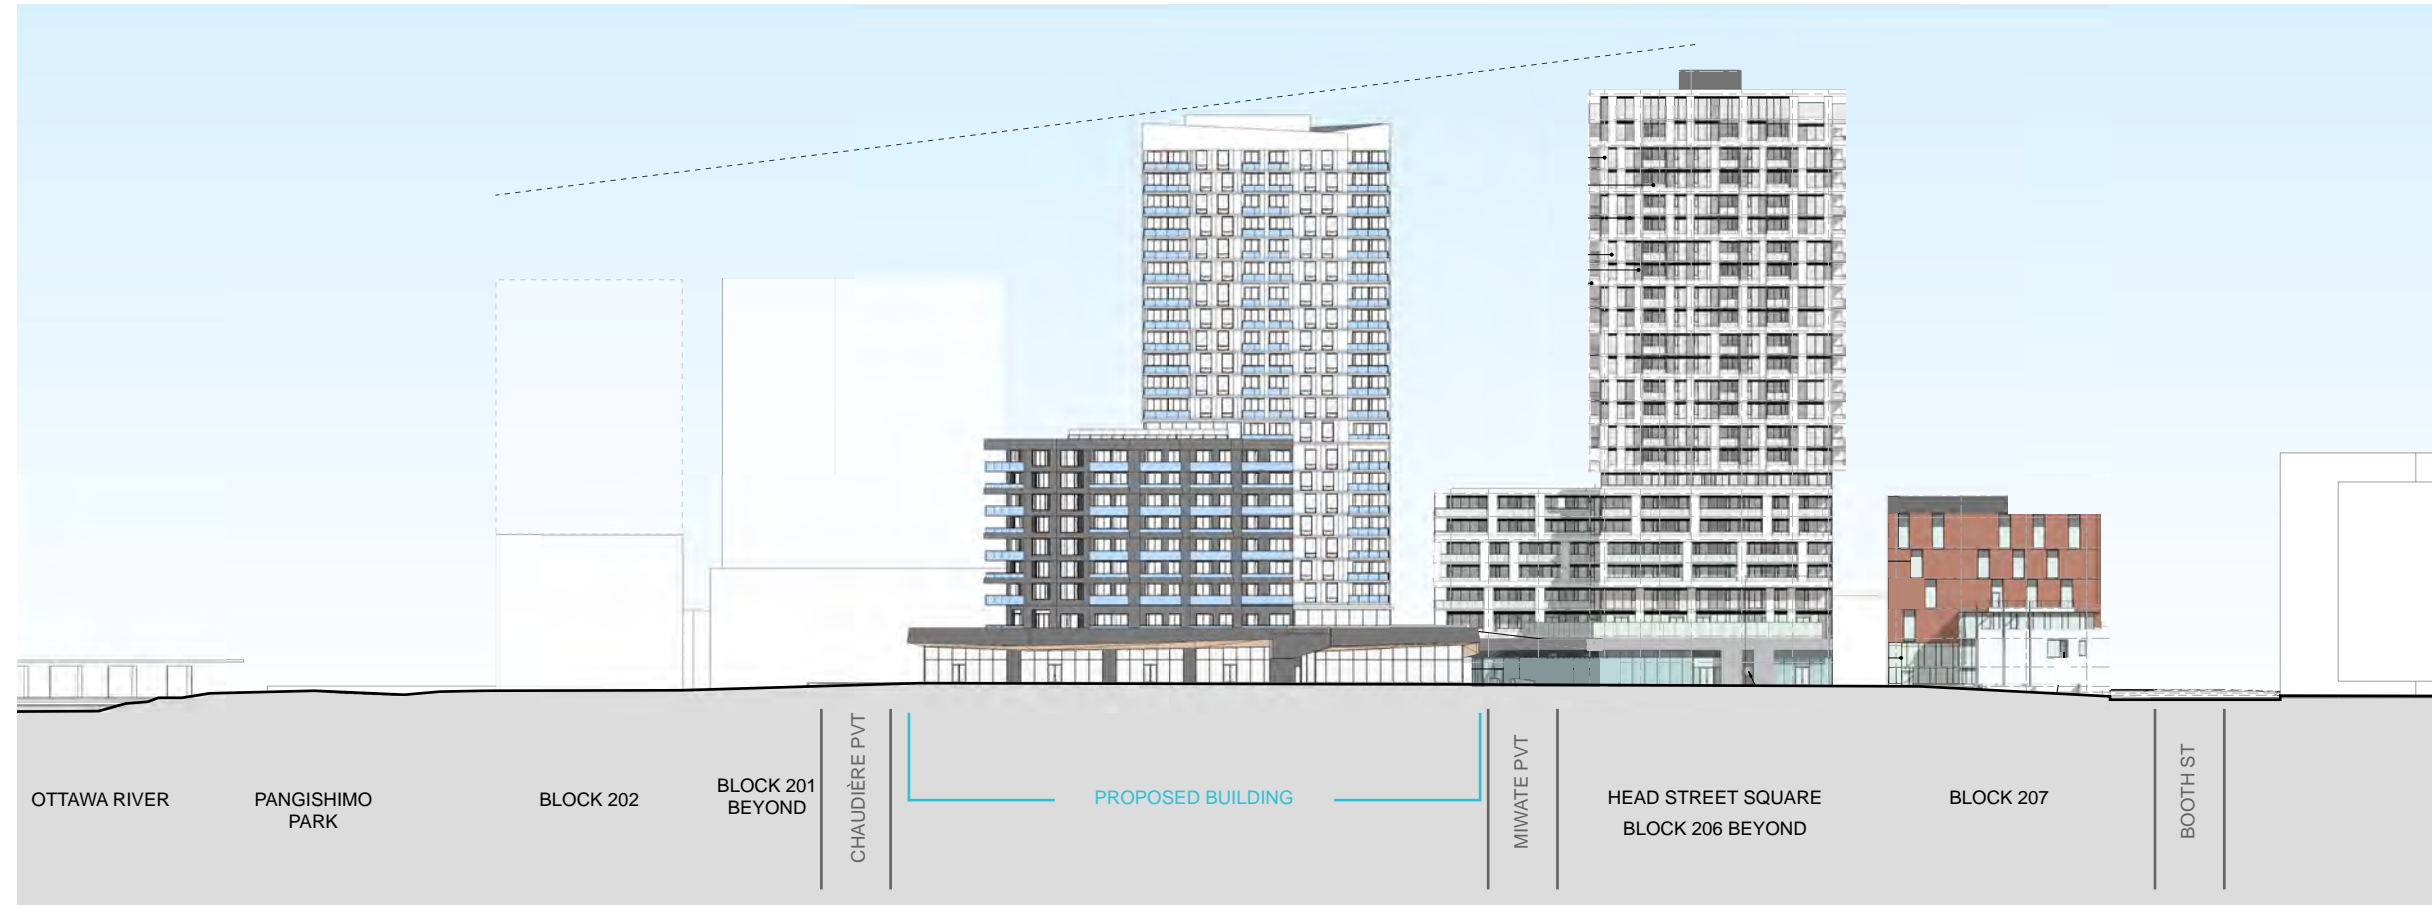 OTTAWA RIVER
PANGISHIMO
PARK
BLOCK 202
BLOCK 201
BEYOND
CHAUDIÈRE PVT
PROPOSED BUILDING
MIWATE PVT
HEAD STREET SQUARE
BLOCK 206 BEYOND
BLOCK 207
BOOTH ST